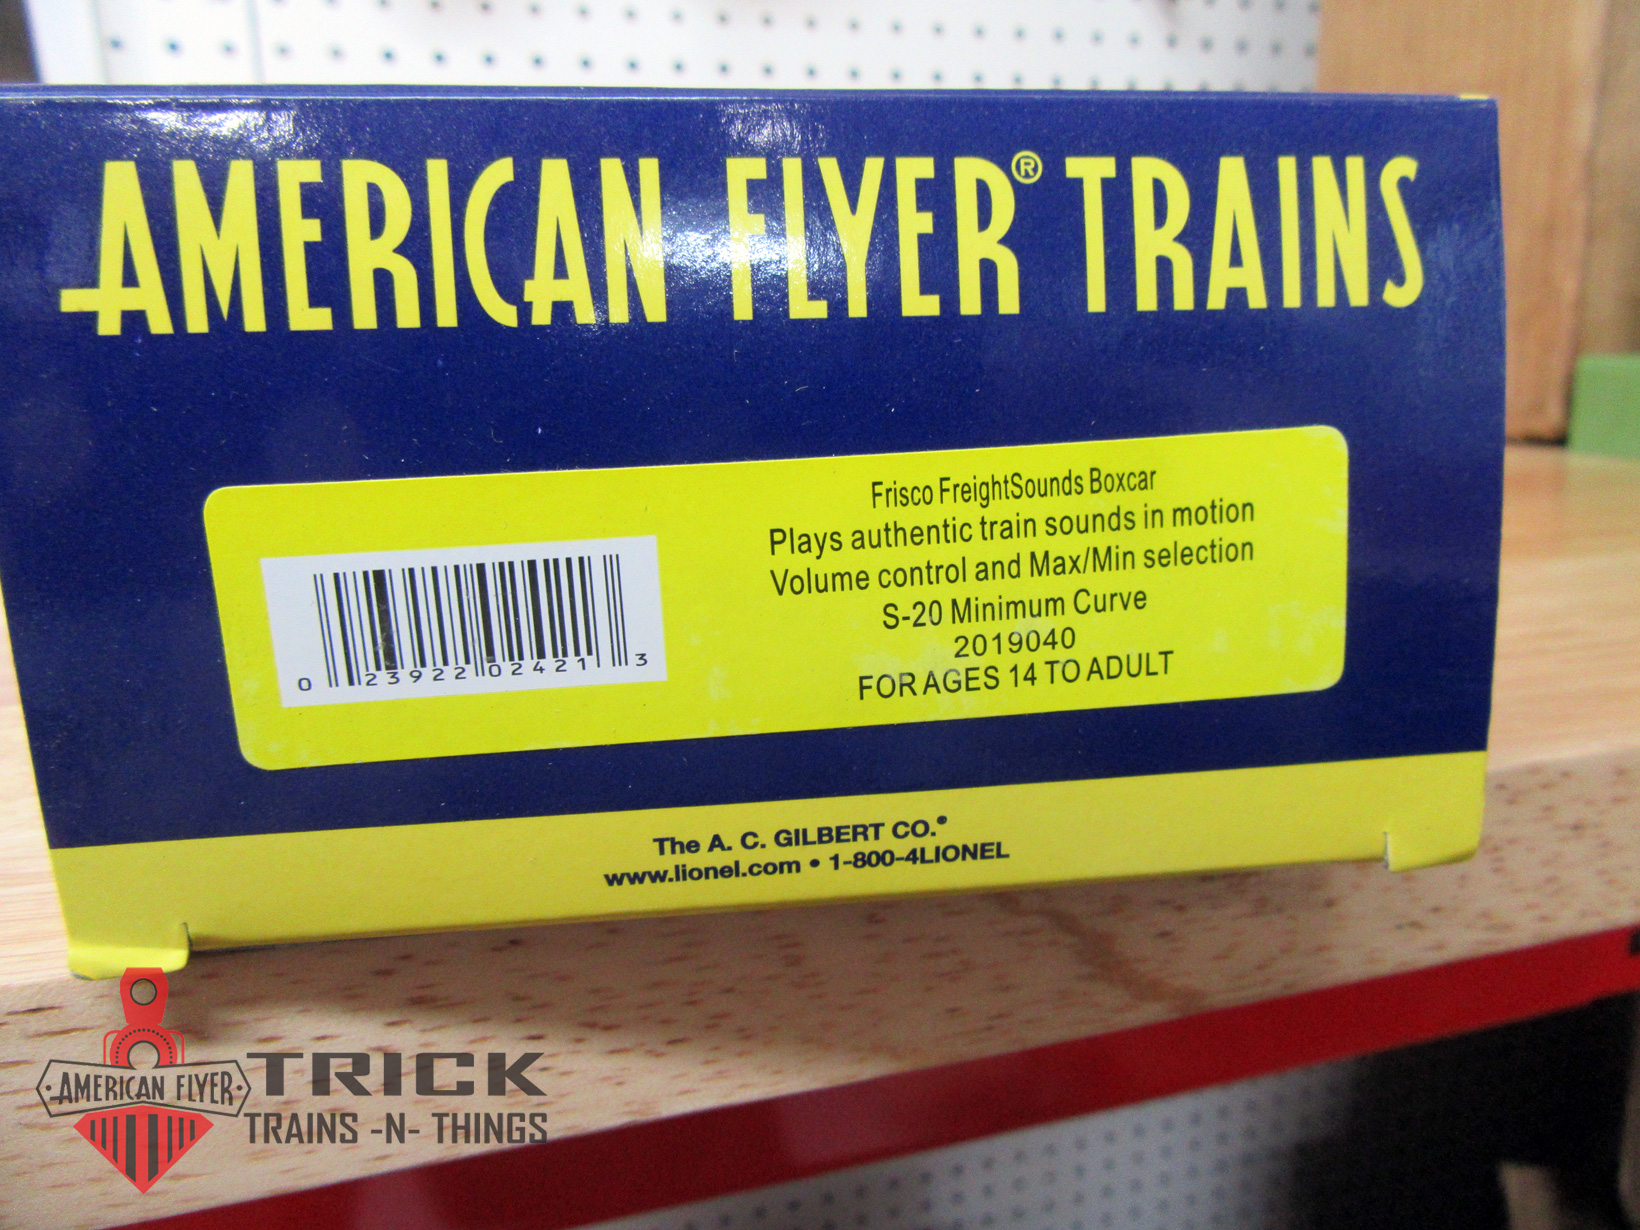 AMERICAN FLYER® TRAINS
Frisco FreightSounds Boxcar
Plays authentic train sounds in motion
Volume control and Max/Min selection
S-20 Minimum Curve
2019040
FOR AGES 14 TO ADULT
0 23922 02421 3
The A. C. GILBERT CO.®
www.lionel.com • 1-800-4LIONEL
·AMERICAN FLYER·
TRICK
TRAINS -N- THINGS